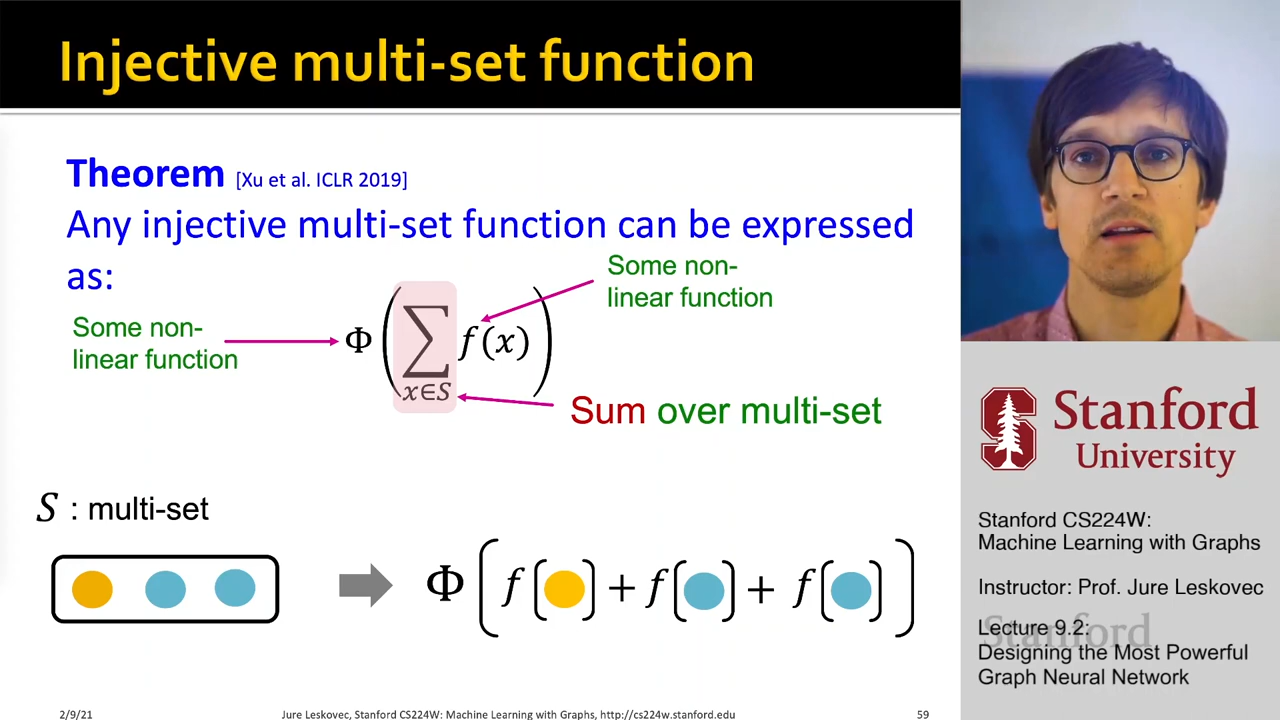 Injective multi-set function
Theorem [Xu et al. ICLR 2019]
Any injective multi-set function can be expressed
as:
Some non-
linear function
Some non-
linear function
Φ(∑ f(x))
x∈S
Sum over multi-set
S : multi-set
Φ(f( ) + f( ) + f( ))
2/9/21
Jure Leskovec, Stanford CS224W: Machine Learning with Graphs, http://cs224w.stanford.edu
59
S
Stanford
University
Stanford CS224W:
Machine Learning with Graphs
Instructor: Prof. Jure Leskovec
Stanford
Lecture 9.2:
Designing the Most Powerful
Graph Neural Network